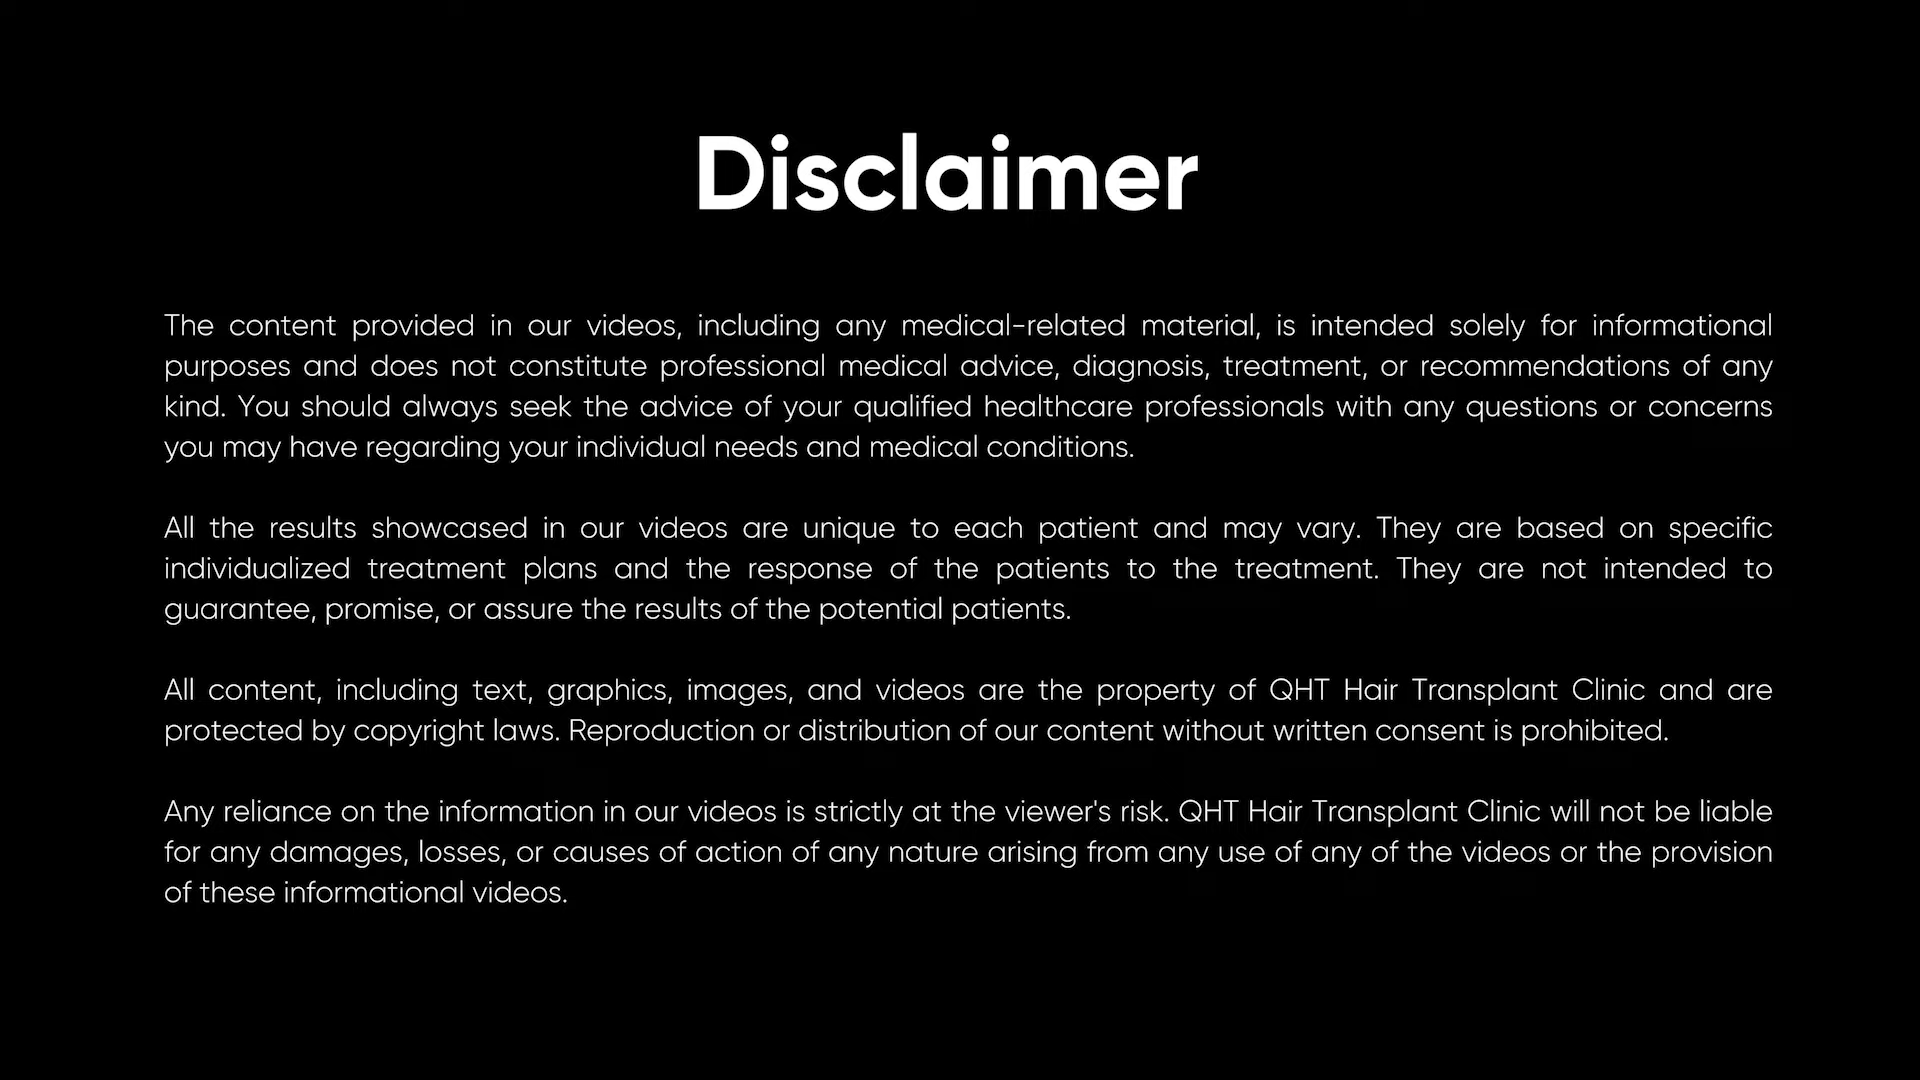 Disclaimer
The content provided in our videos, including any medical-related material, is intended solely for informational
purposes and does not constitute professional medical advice, diagnosis, treatment, or recommendations of any
kind. You should always seek the advice of your qualified healthcare professionals with any questions or concerns
you may have regarding your individual needs and medical conditions.
All the results showcased in our videos are unique to each patient and may vary. They are based on specific
individualized treatment plans and the response of the patients to the treatment. They are not intended to
guarantee, promise, or assure the results of the potential patients.
All content, including text, graphics, images, and videos are the property of QHT Hair Transplant Clinic and are
protected by copyright laws. Reproduction or distribution of our content without written consent is prohibited.
Any reliance on the information in our videos is strictly at the viewer's risk. QHT Hair Transplant Clinic will not be liable
for any damages, losses, or causes of action of any nature arising from any use of any of the videos or the provision
of these informational videos.